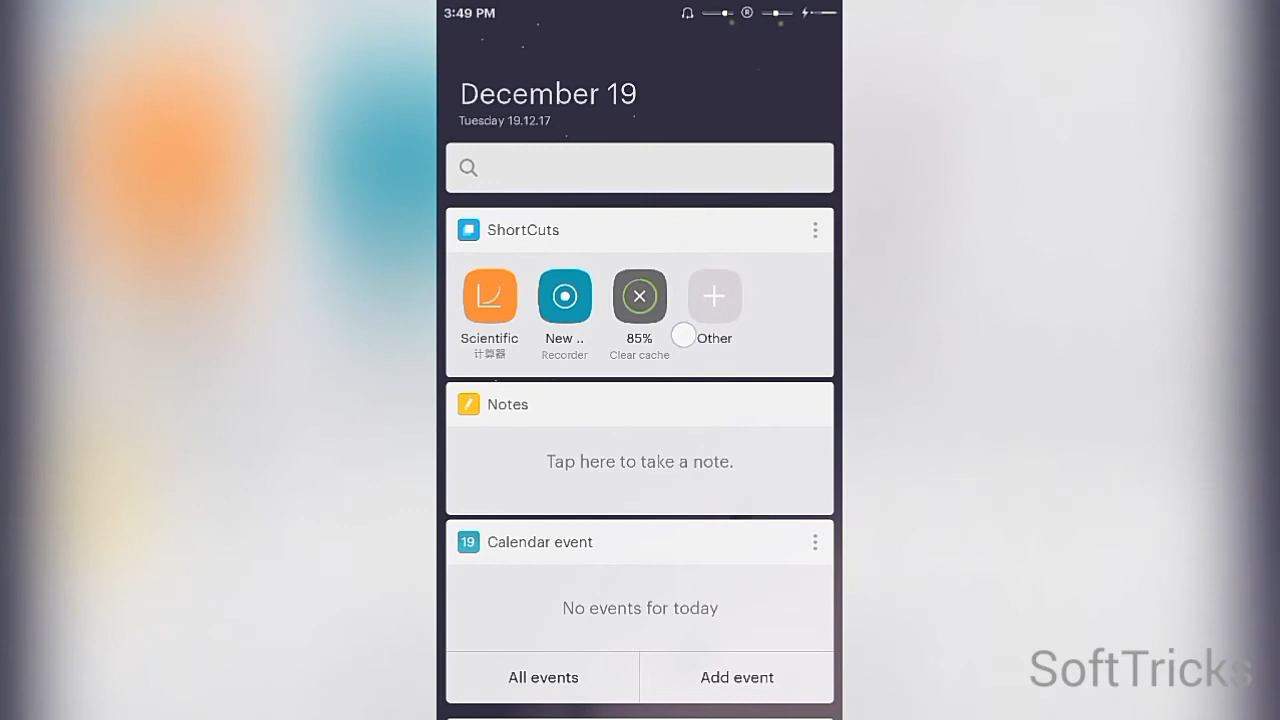 3:49 PM
December 19
Tuesday 19.12.17
ShortCuts
Scientific
计算器
New ..
Recorder
85%
Clear cache
Other
Notes
Tap here to take a note.
19 Calendar event
No events for today
All events
Add event
SoftTricks